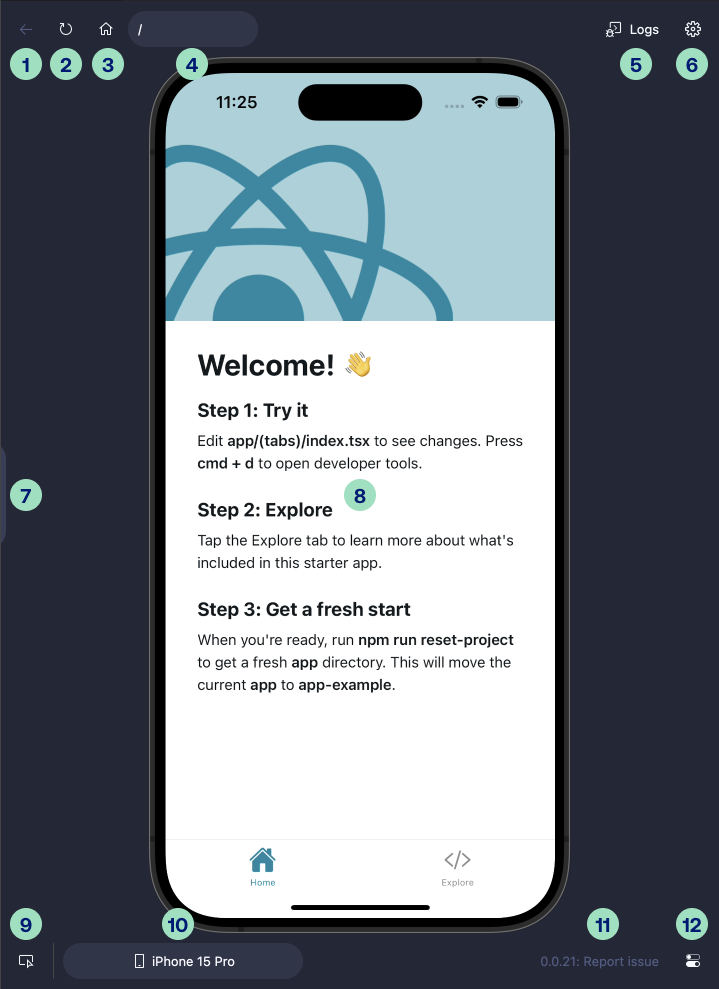 /
Logs
1
2
3
4
5
6
11:25
Welcome! 👋
Step 1: Try it
Edit app/(tabs)/index.tsx to see changes. Press
cmd + d to open developer tools.
7
8
Step 2: Explore
Tap the Explore tab to learn more about what's
included in this starter app.
Step 3: Get a fresh start
When you're ready, run npm run reset-project
to get a fresh app directory. This will move the
current app to app-example.
</>
Home
Explore
9
10
11
12
iPhone 15 Pro
0.0.21: Report issue